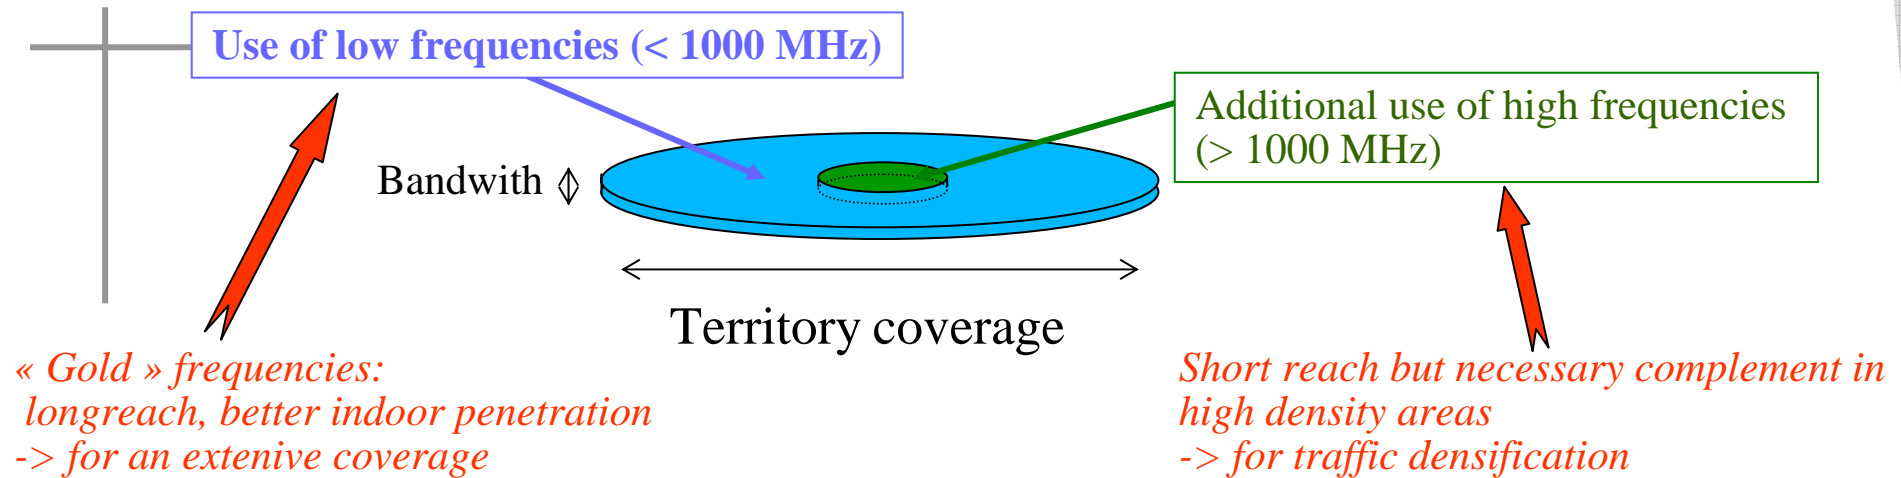 Use of low frequencies (< 1000 MHz)
Additional use of high frequencies
(> 1000 MHz)
Bandwith
Territory coverage
« Gold » frequencies:
longreach, better indoor penetration
-> for an extenive coverage
Short reach but necessary complement in
high density areas
-> for traffic densification